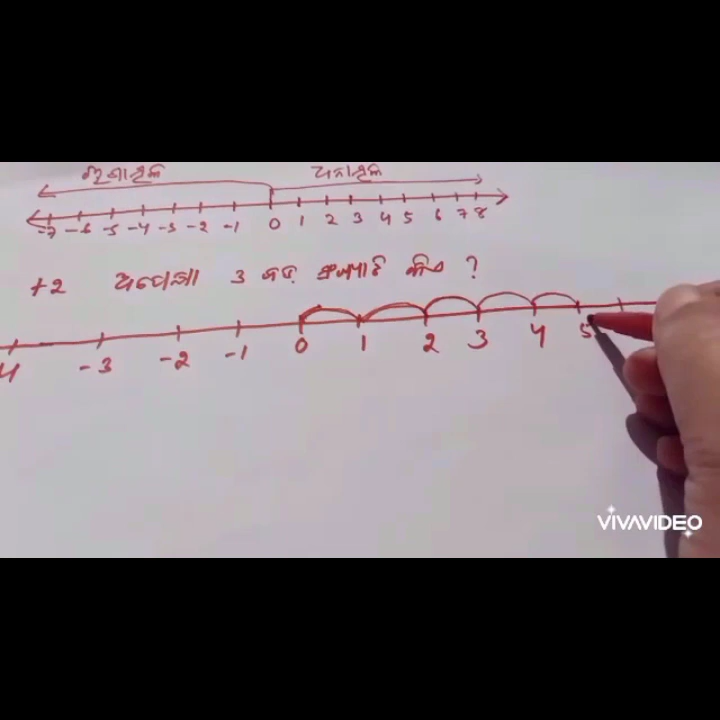 ଋଣାତ୍ମକ ଧନାତ୍ମକ
-7 -6 -5 -4 -3 -2 -1 0 1 2 3 4 5 6 7 8
+2 ଅପେକ୍ଷା 3 ବଡ଼ ସଂଖ୍ୟାଟି କିଏ ?
-3 -2 -1 0 1 2 3 4 5
VIVAVIDEO